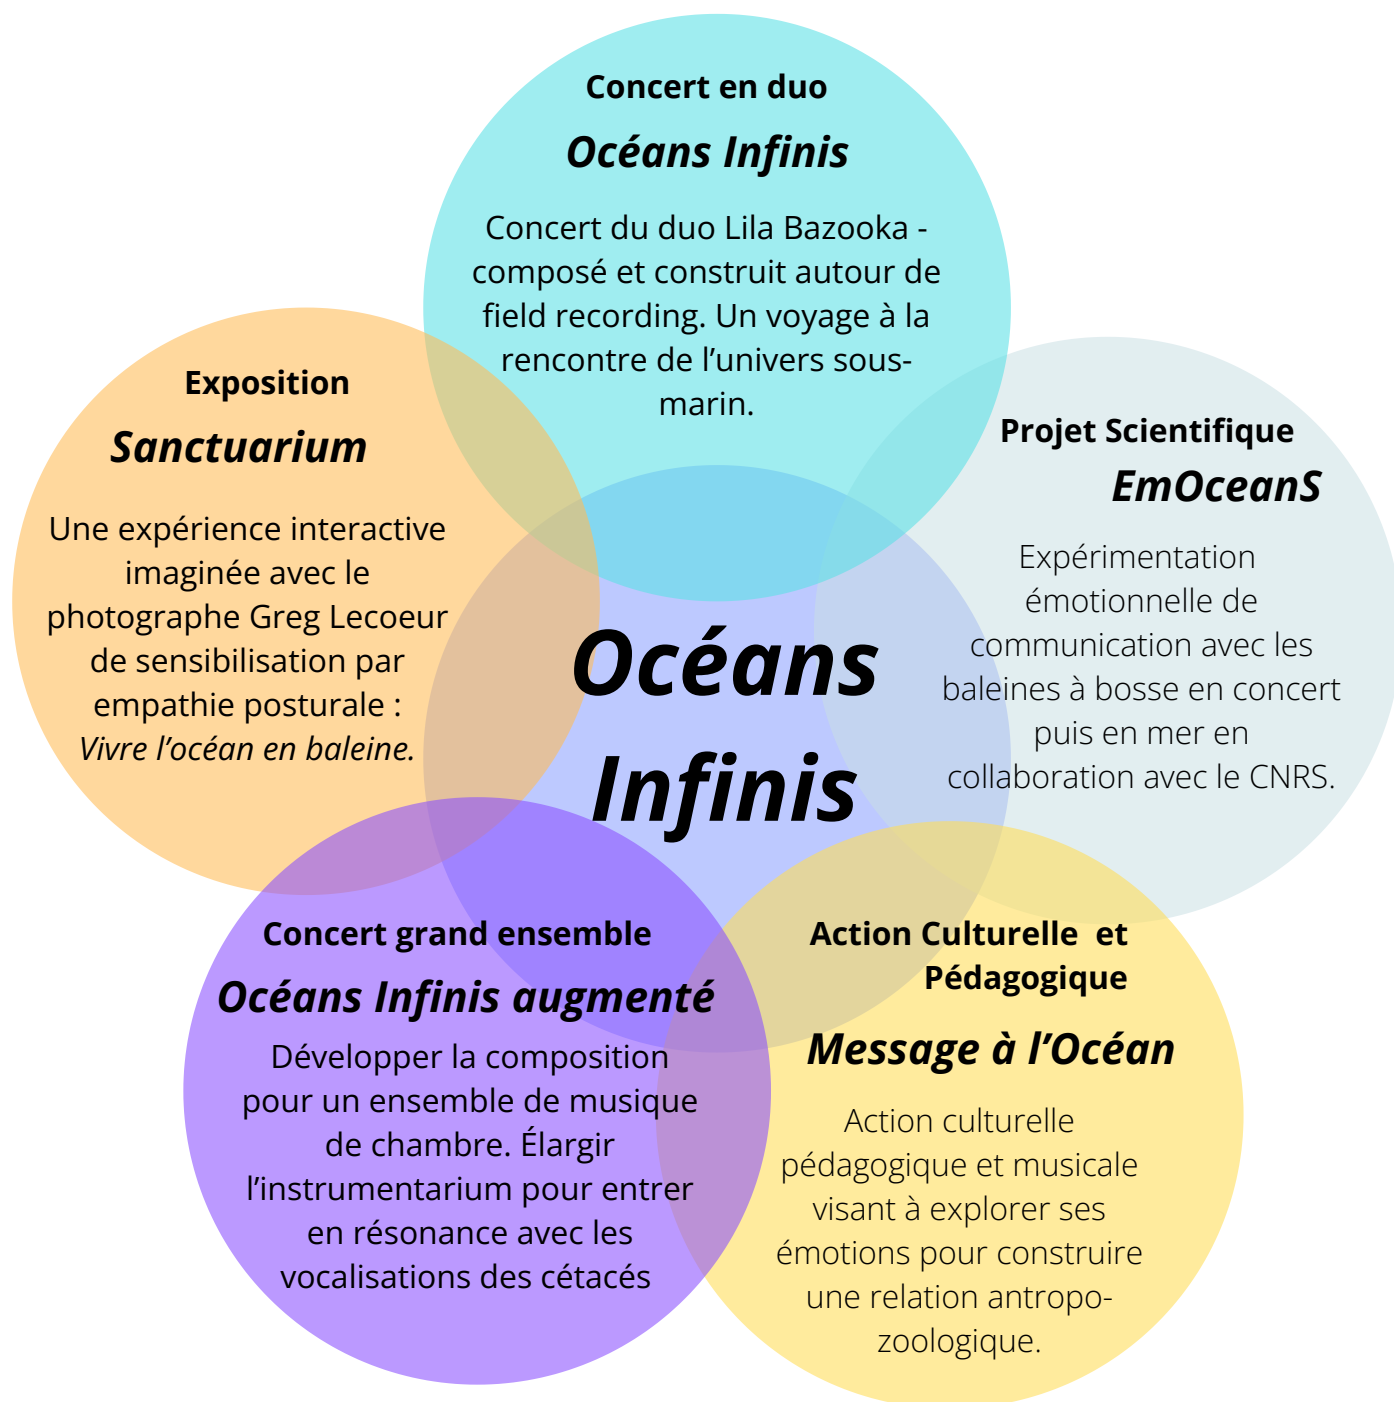 Concert en duo
Océans Infinis
Concert du duo Lila Bazooka -
composé et construit autour de
field recording. Un voyage à la
rencontre de l’univers sous-
marin.
Exposition
Sanctuarium
Une expérience interactive
imaginée avec le
photographe Greg Lecoeur
de sensibilisation par
empathie posturale :
Vivre l’océan en baleine.
Projet Scientifique
EmOceanS
Expérimentation
émotionnelle de
communication avec les
baleines à bosse en concert
puis en mer en
collaboration avec le CNRS.
Océans
Infinis
Concert grand ensemble
Océans Infinis augmenté
Développer la composition
pour un ensemble de musique
de chambre. Élargir
l’instrumentarium pour entrer
en résonance avec les
vocalisations des cétacés
Action Culturelle et
Pédagogique
Message à l’Océan
Action culturelle
pédagogique et musicale
visant à explorer ses
émotions pour construire
une relation antropo-
zoologique.